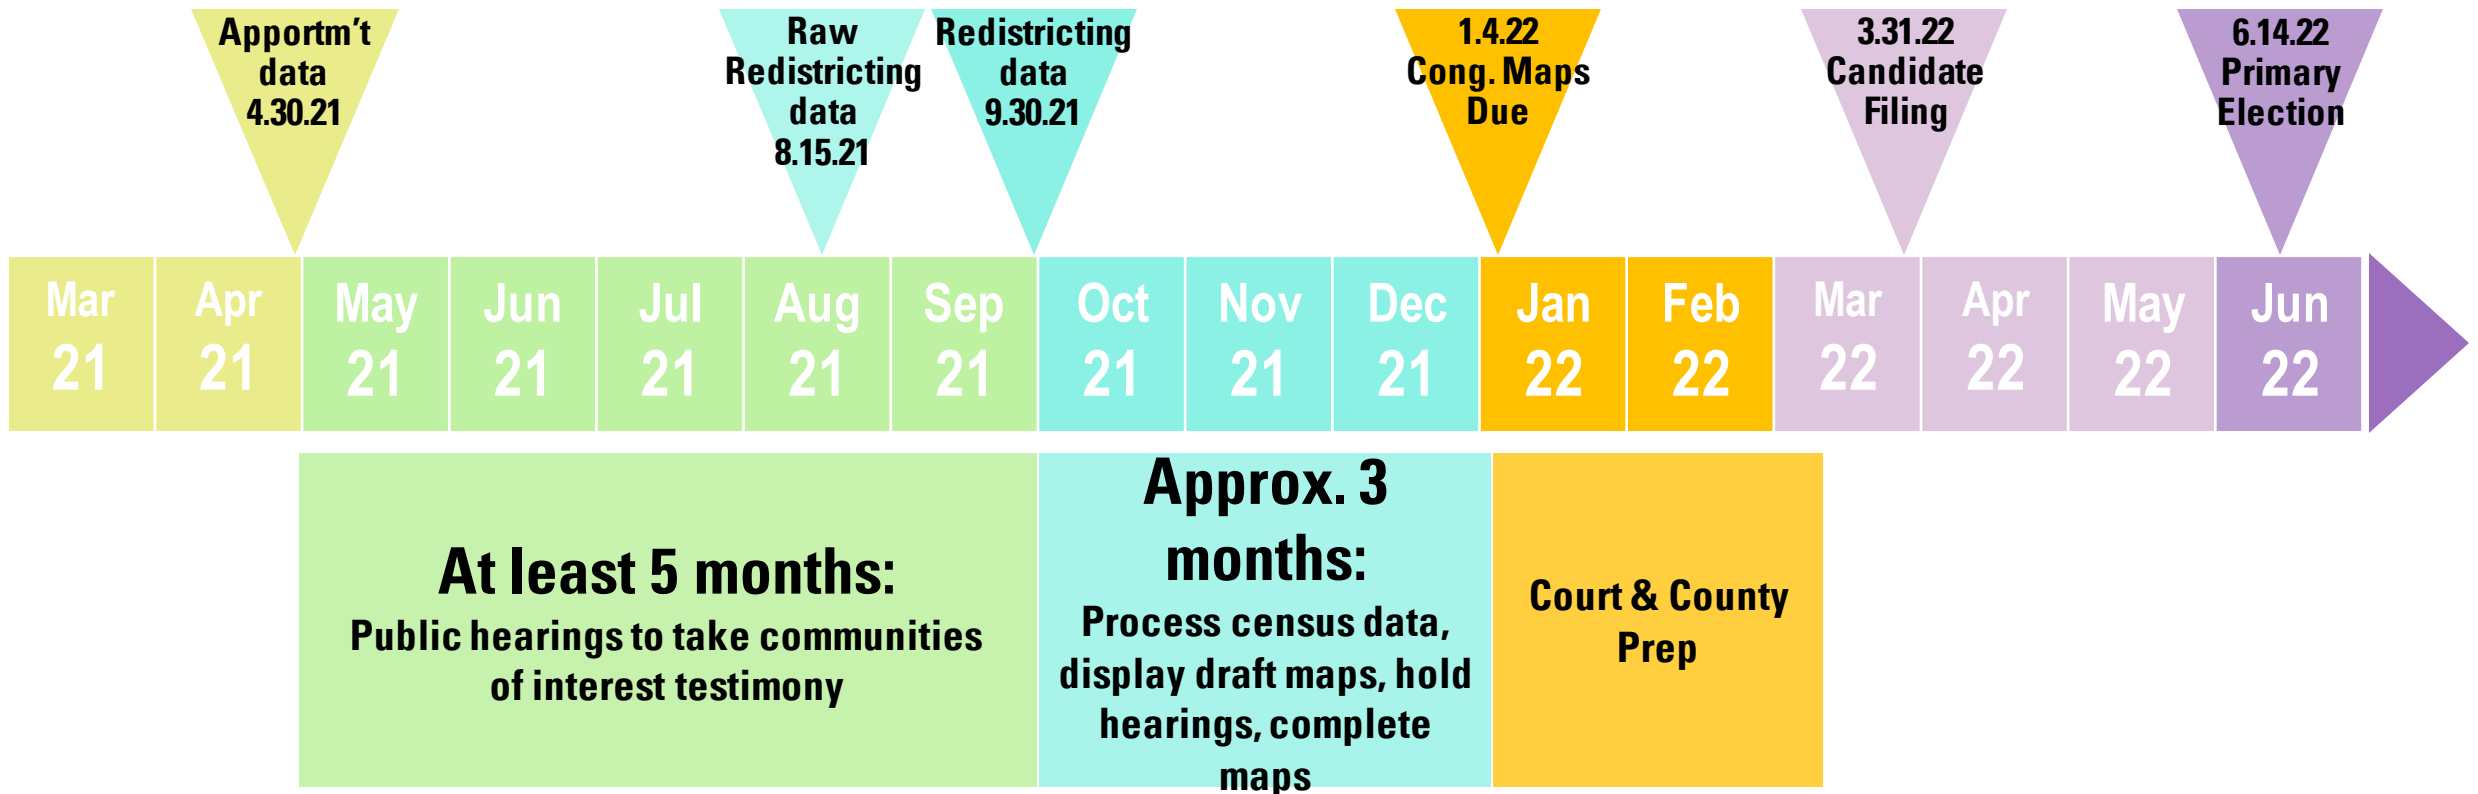 Apportm't
data
4.30.21
Raw
Redistricting
data
8.15.21
Redistricting
data
9.30.21
1.4.22
Cong. Maps
Due
3.31.22
Candidate
Filing
6.14.22
Primary
Election
Mar
21
Apr
21
May
21
Jun
21
Jul
21
Aug
21
Sep
21
Oct
21
Nov
21
Dec
21
Jan
22
Feb
22
Mar
22
Apr
22
May
22
Jun
22
At least 5 months:
Public hearings to take communities
of interest testimony
Approx. 3
months:
Process census data,
display draft maps, hold
hearings, complete
maps
Court & County
Prep